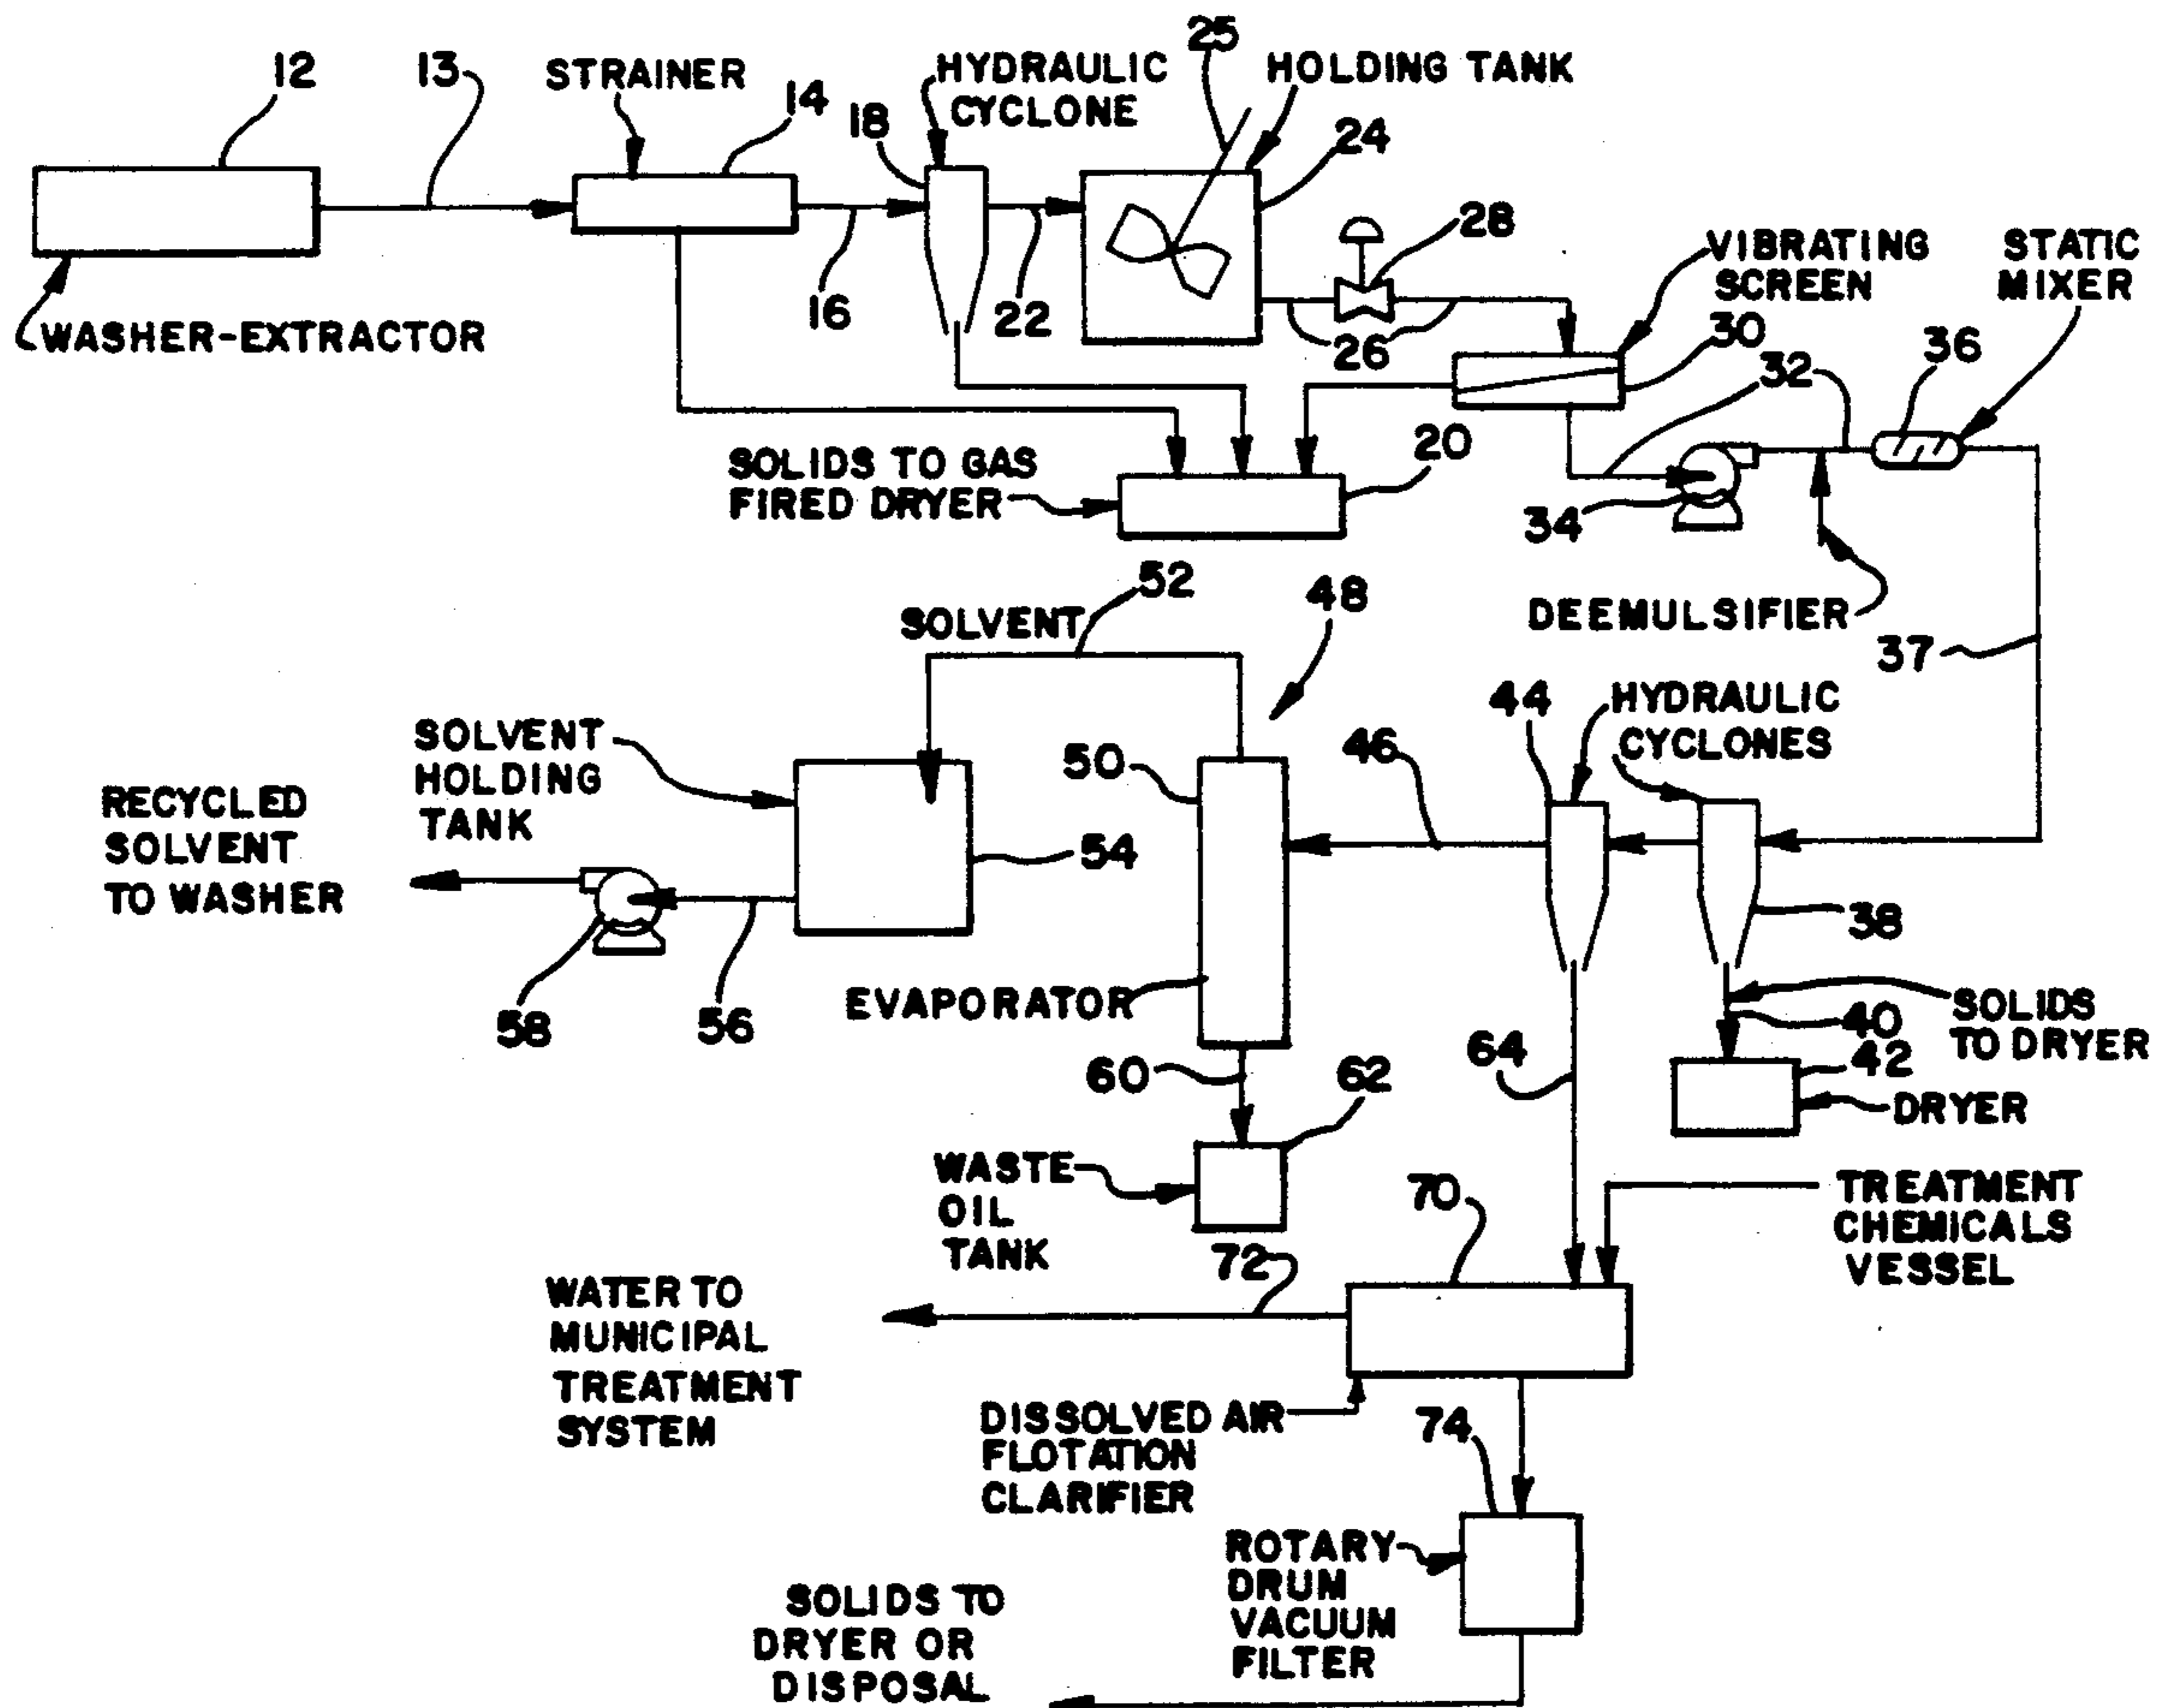 12
13
STRAINER
14
18
HYDRAULIC
CYCLONE
25
HOLDING TANK
24
28
VIBRATING
SCREEN
STATIC
MIXER
WASHER-EXTRACTOR
16
22
26
30
32
36
SOLIDS TO GAS
FIRED DRYER
20
34
DEEMULSIFIER
37
SOLVENT
52
48
44
HYDRAULIC
CYCLONES
SOLVENT
HOLDING
TANK
50
46
RECYCLED
SOLVENT
TO WASHER
54
38
58
56
EVAPORATOR
64
SOLIDS
TO DRYER
40
42
DRYER
60
62
WASTE
OIL
TANK
70
TREATMENT
CHEMICALS
VESSEL
72
WATER TO
MUNICIPAL
TREATMENT
SYSTEM
DISSOLVED AIR
FLOTATION
CLARIFIER
74
ROTARY
DRUM
VACUUM
FILTER
SOLIDS TO
DRYER OR
DISPOSAL